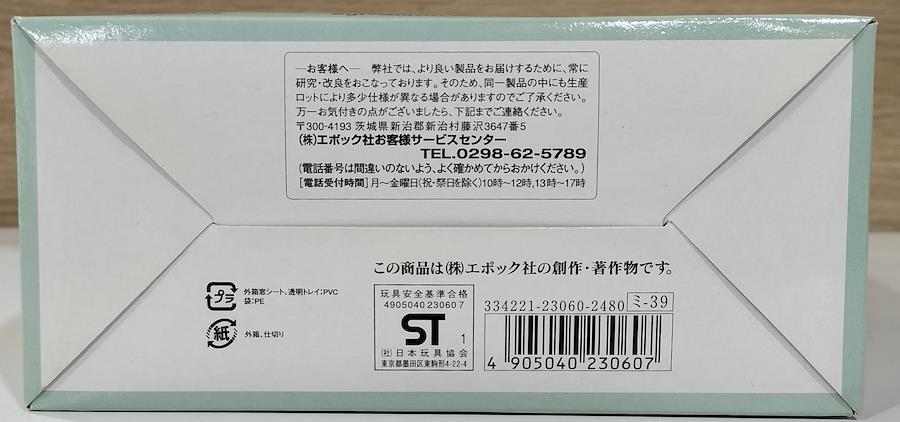 —お客様へ— 弊社では、より良い製品をお届けするために、常に
研究・改良をおこなっております。そのため、同一製品の中にも生産
ロットにより多少仕様が異なる場合がありますのでご了承ください。
万一お気付きの点がございましたら、下記までご連絡ください。
〒300-4193 茨城県新治郡新治村藤沢3647番5
(株)エポック社お客様サービスセンター
TEL.0298-62-5789
(電話番号は間違いのないよう、よく確かめてからおかけください。)
[電話受付時間]月～金曜日(祝・祭日を除く)10時～12時,13時～17時
この商品は(株)エポック社の創作・著作物です。
プラ
外箱窓シート、透明トレイ:PVC
袋:PE
紙
外箱、仕切り
玩具安全基準合格
4905040230607
ST 1
(社)日本玩具協会
東京都墨田区東駒形4-22-4
334221-23060-2480 ミ-39
4 905040 230607